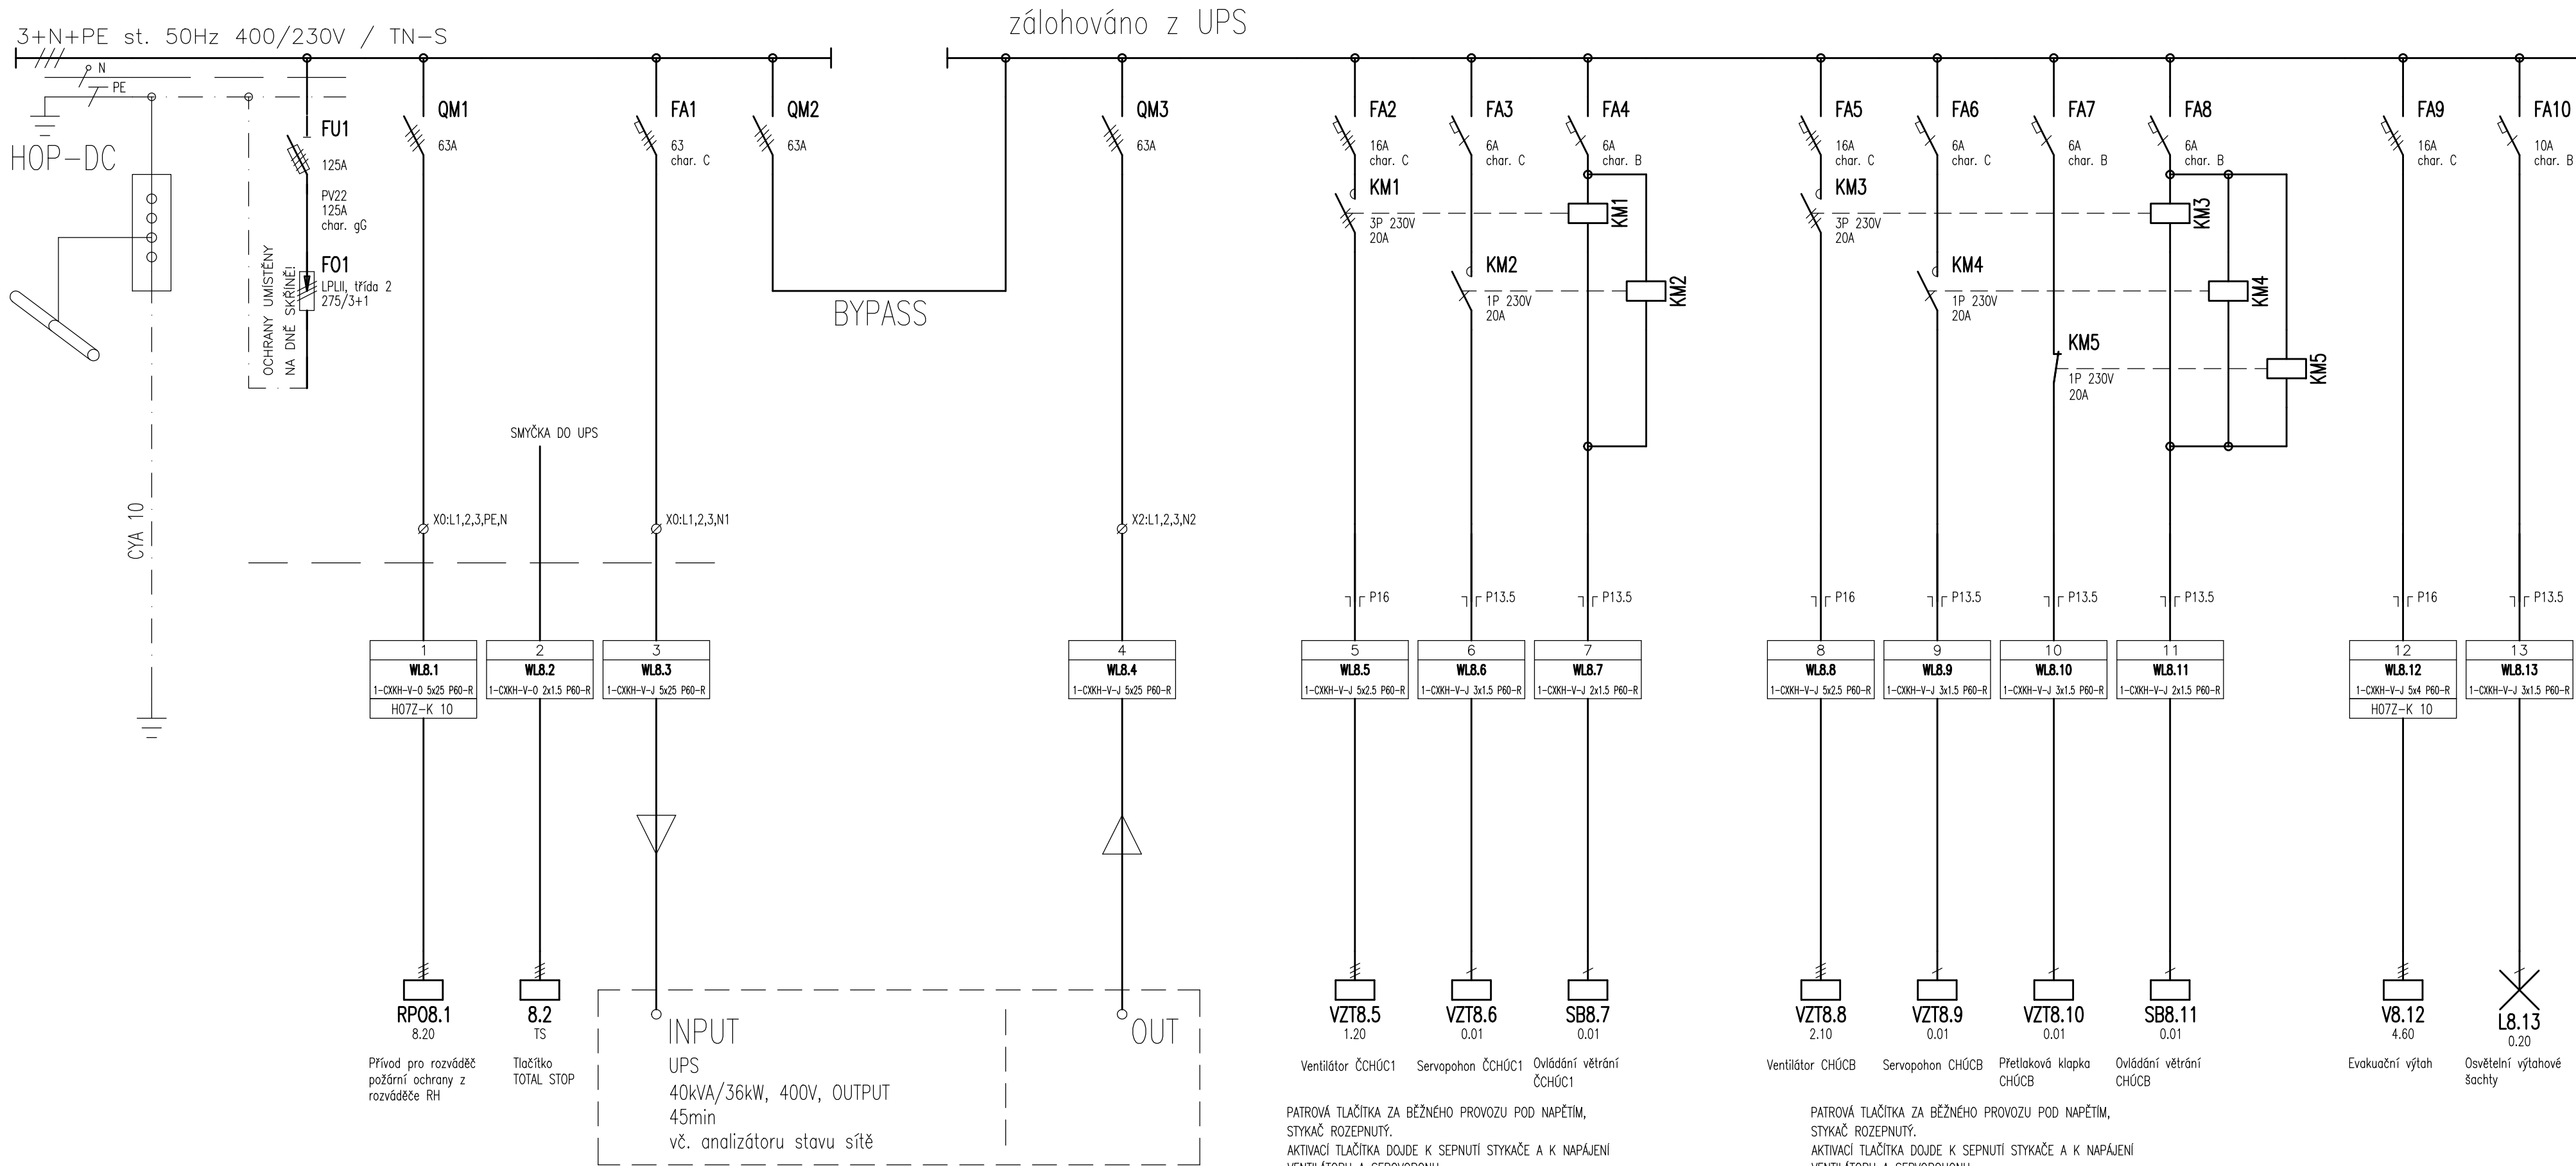 zálohováno z UPS
3+N+PE st. 50Hz 400/230V / TN-S
N
PE
HOP-DC
CYA 10
FU1
125A
PV22
125A
char. gG
FO1
LPLII, třída 2
275/3+1
OCHRANY UMÍSTĚNY
NA DNĚ SKŘÍNĚ!
QM1
63A
FA1
63
char. C
QM2
63A
BYPASS
QM3
63A
FA2
16A
char. C
KM1
3P 230V
20A
FA3
6A
char. C
KM2
1P 230V
20A
FA4
6A
char. B
KM1
KM2
FA5
16A
char. C
KM3
3P 230V
20A
FA6
6A
char. C
KM4
1P 230V
20A
FA7
6A
char. B
KM5
1P 230V
20A
FA8
6A
char. B
KM3
KM4
KM5
FA9
16A
char. C
FA10
10A
char. B
SMYČKA DO UPS
X0:L1,2,3,PE,N
X0:L1,2,3,N1
X2:L1,2,3,N2
P16
P13.5
P13.5
P16
P13.5
P13.5
P13.5
P16
P13.5
1
WL8.1
1-CXKH-V-O 5x25 P60-R
H07Z-K 10
2
WL8.2
1-CXKH-V-O 2x1.5 P60-R
3
WL8.3
1-CXKH-V-J 5x25 P60-R
4
WL8.4
1-CXKH-V-J 5x25 P60-R
5
WL8.5
1-CXKH-V-J 5x2.5 P60-R
6
WL8.6
1-CXKH-V-J 3x1.5 P60-R
7
WL8.7
1-CXKH-V-J 2x1.5 P60-R
8
WL8.8
1-CXKH-V-J 5x2.5 P60-R
9
WL8.9
1-CXKH-V-J 3x1.5 P60-R
10
WL8.10
1-CXKH-V-J 3x1.5 P60-R
11
WL8.11
1-CXKH-V-J 2x1.5 P60-R
12
WL8.12
1-CXKH-V-J 5x4 P60-R
H07Z-K 10
13
WL8.13
1-CXKH-V-J 3x1.5 P60-R
RPO8.1
8.20
Přívod pro rozváděč
požární ochrany z
rozváděče RH
8.2
TS
Tlačítko
TOTAL STOP
INPUT
UPS
40kVA/36kW, 400V, OUTPUT
45min
vč. analizátoru stavu sítě
OUT
VZT8.5
1.20
Ventilátor ČCHÚC1
VZT8.6
0.01
Servopohon ČCHÚC1
SB8.7
0.01
Ovládání větrání
ČCHÚC1
VZT8.8
2.10
Ventilátor CHÚCB
VZT8.9
0.01
Servopohon CHÚCB
VZT8.10
0.01
Přetlaková klapka
CHÚCB
SB8.11
0.01
Ovládání větrání
CHÚCB
V8.12
4.60
Evakuační výtah
L8.13
0.20
Osvětelní výtahové
šachty
PATROVÁ TLAČÍTKA ZA BĚŽNÉHO PROVOZU POD NAPĚTÍM,
STYKAČ ROZEPNUTÝ.
AKTIVACÍ TLAČÍTKA DOJDE K SEPNUTÍ STYKAČE A K NAPÁJENÍ
PATROVÁ TLAČÍTKA ZA BĚŽNÉHO PROVOZU POD NAPĚTÍM,
STYKAČ ROZEPNUTÝ.
AKTIVACÍ TLAČÍTKA DOJDE K SEPNUTÍ STYKAČE A K NAPÁJENÍ